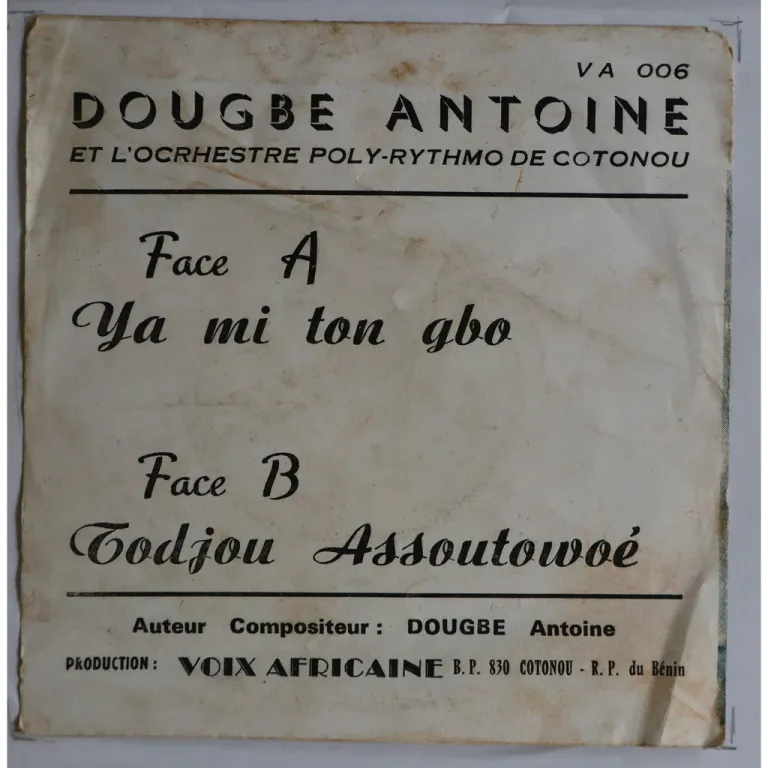 VA 006
DOUGBE ANTOINE
ET L'OCRHESTRE POLY-RYTHMO DE COTONOU
Face A
Ya mi ton gbo
Face B
Todjou Assoutowoé
Auteur Compositeur : DOUGBE Antoine
PRODUCTION : VOIX AFRICAINE B.P. 830 COTONOU - R.P. du Bénin